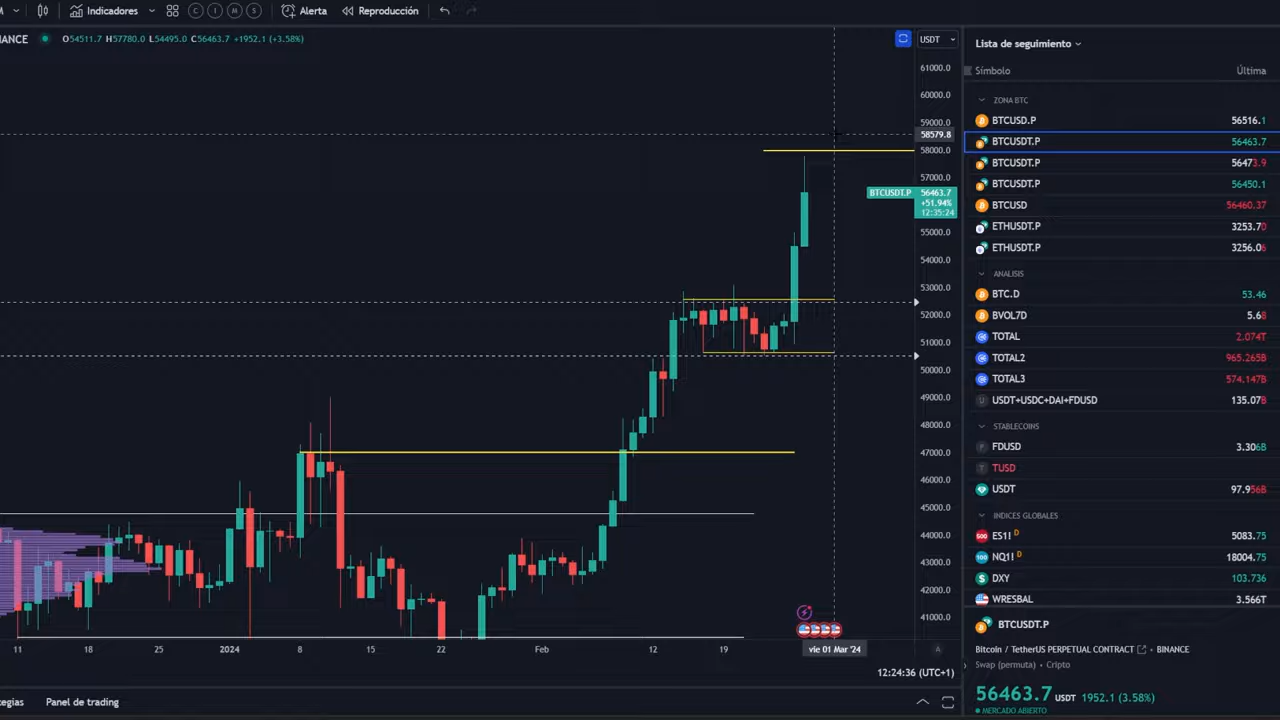 Indicadores Alerta Reproducción
C I M S
ANCE O54511.7 H57780.0 L54495.0 C56463.7 +1952.1 (+3.58%)
USDT
61000.0
60000.0
59000.0
58579.8
58000.0
57000.0
BTCUSDT.P 56463.7
+51.94%
12:35:24
55000.0
54000.0
53000.0
52000.0
51000.0
50000.0
49000.0
48000.0
47000.0
46000.0
45000.0
44000.0
43000.0
42000.0
41000.0
11 18 25 2024 8 15 22 Feb 12 19 vie 01 Mar '24 A
12:24:36 (UTC+1)
tegias Panel de trading
Lista de seguimiento
Símbolo Última
ZONA BTC
BTCUSD.P 56516.1
BTCUSDT.P 56463.7
BTCUSDT.P 56473.9
BTCUSDT.P 56450.1
BTCUSD 56460.37
ETHUSDT.P 3253.70
ETHUSDT.P 3256.06
ANALISIS
BTC.D 53.46
BVOL7D 5.68
TOTAL 2.074T
TOTAL2 965.265B
TOTAL3 574.147B
USDT+USDC+DAI+FDUSD 135.07B
STABLECOINS
FDUSD 3.306B
TUSD
USDT 97.956B
INDICES GLOBALES
ES1! D 5083.75
NQ1! D 18004.75
DXY 103.736
WRESBAL 3.566T
BTCUSDT.P
Bitcoin / TetherUS PERPETUAL CONTRACT • BINANCE
Swap (permuta) • Cripto
56463.7 USDT 1952.1 (3.58%)
MERCADO ABIERTO